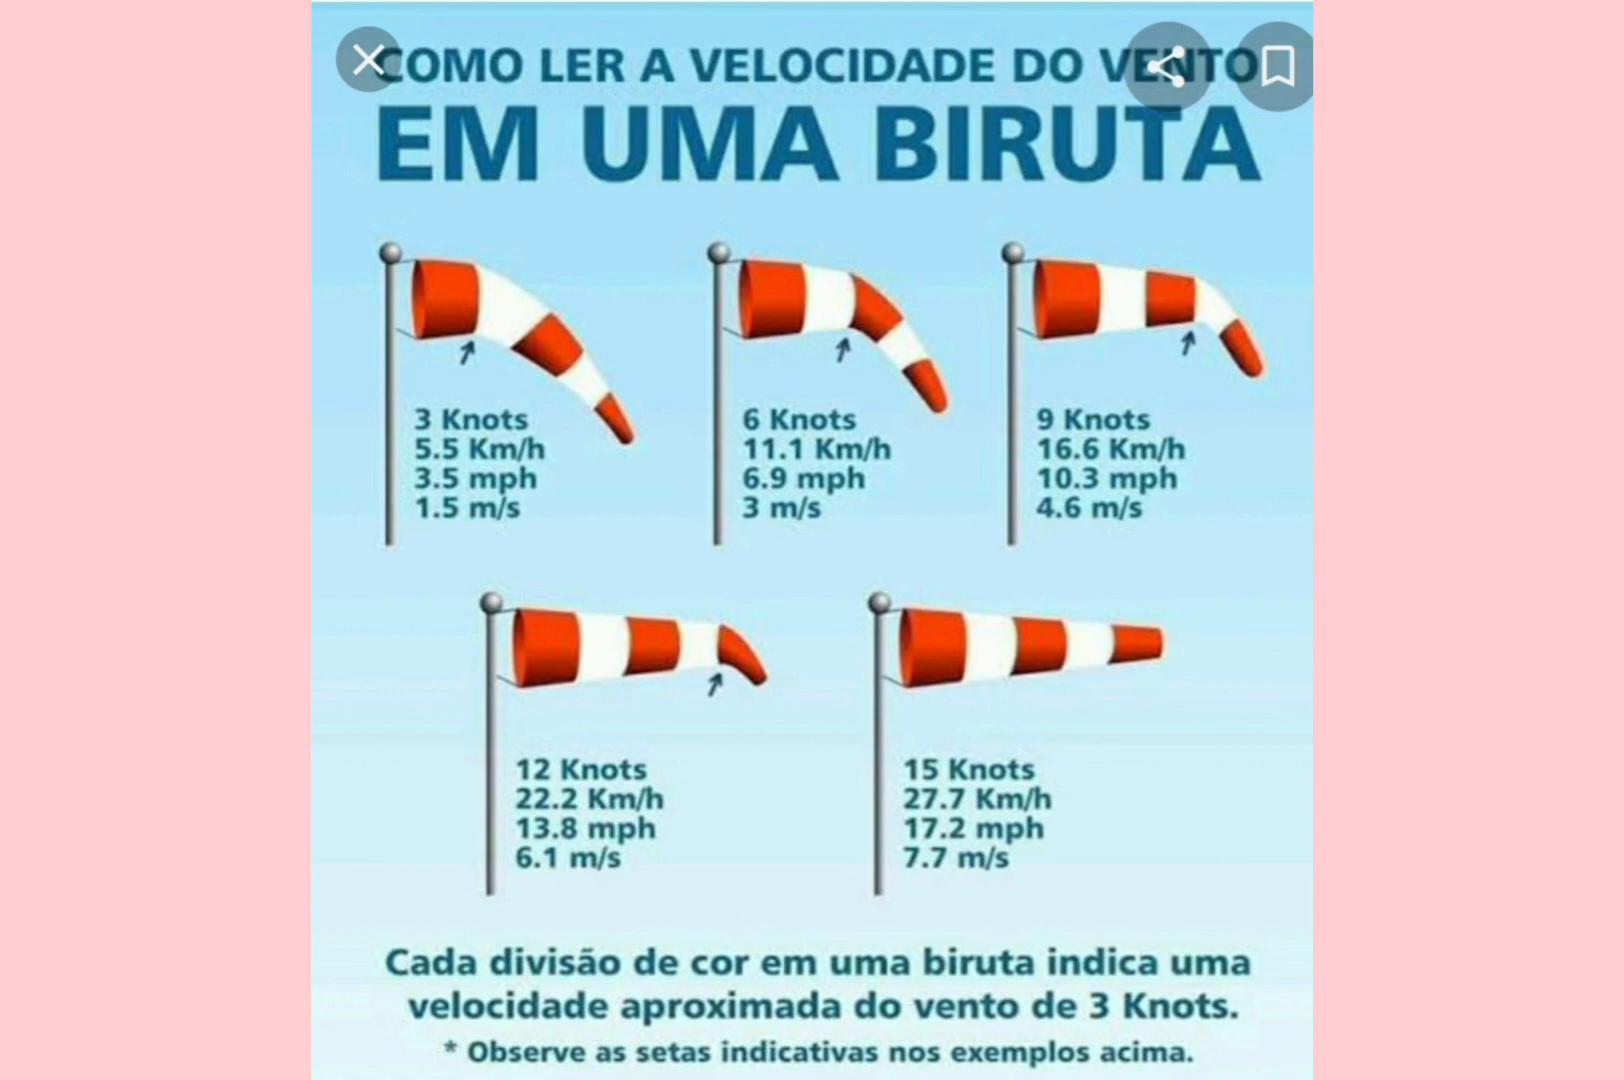 COMO LER A VELOCIDADE DO VENTO
EM UMA BIRUTA
3 Knots
5.5 Km/h
3.5 mph
1.5 m/s
6 Knots
11.1 Km/h
6.9 mph
3 m/s
9 Knots
16.6 Km/h
10.3 mph
4.6 m/s
12 Knots
22.2 Km/h
13.8 mph
6.1 m/s
15 Knots
27.7 Km/h
17.2 mph
7.7 m/s
Cada divisão de cor em uma biruta indica uma
velocidade aproximada do vento de 3 Knots.
* Observe as setas indicativas nos exemplos acima.